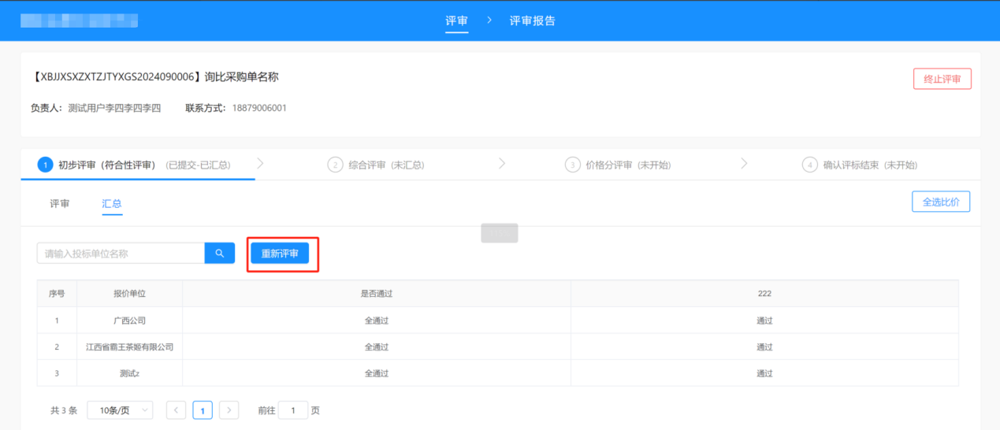 评审 > 评审报告
【XBJJXSXZXTZJTYXGS2024090006】询比采购单名称
终止评审
负责人： 测试用户李四李四李四 联系方式： 18879006001
1 初步评审（符合性评审） (已提交-已汇总) 2 综合评审 (未汇总) 3 价格分评审 (未开始) 4 确认评标结束 (未开始)
评审 汇总 全选比价
请输入投标单位名称 重新评审
序号 报价单位 是否通过 222
1 广西公司 全通过 通过
2 江西省霸王茶姬有限公司 全通过 通过
3 测试z 全通过 通过
共 3 条 10条/页 < 1 > 前往 1 页